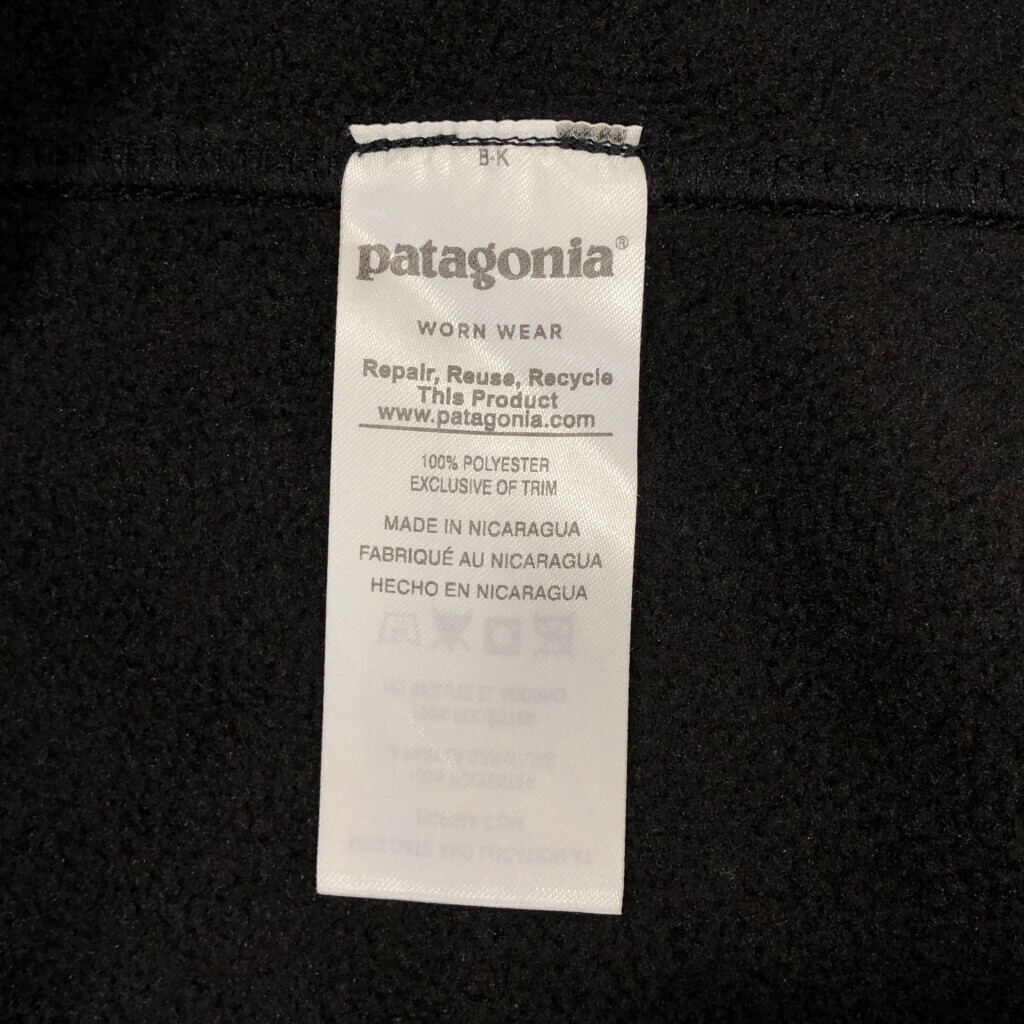 B-K
patagonia®
WORN WEAR
Repair, Reuse, Recycle
This Product
www.patagonia.com
100% POLYESTER
EXCLUSIVE OF TRIM
MADE IN NICARAGUA
FABRIQUÉ AU NICARAGUA
HECHO EN NICARAGUA